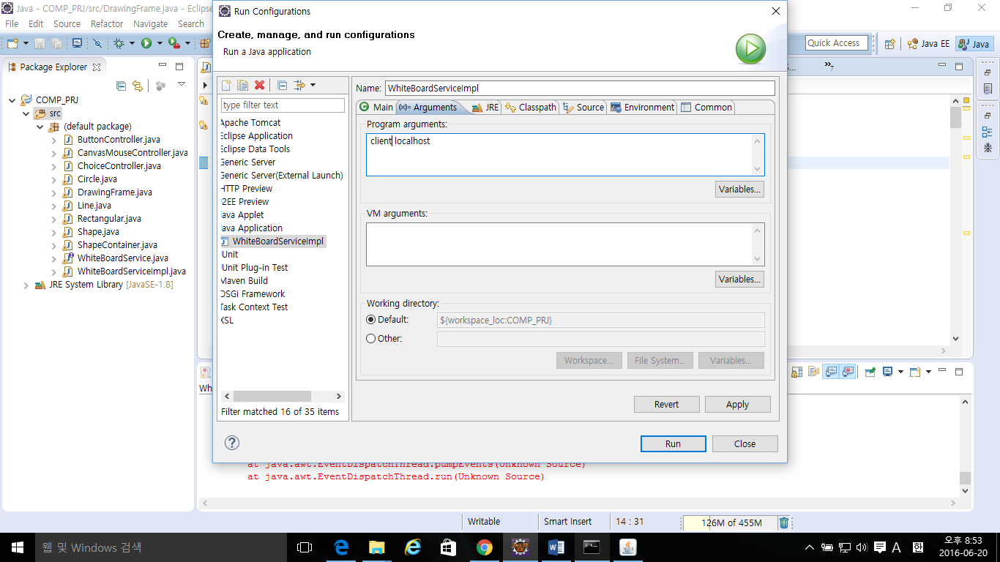 Java - COMP_PRJ/src/DrawingFrame.java - Eclipse
File Edit Source Refactor Navigate Search
Quick Access
Java EE
Java
Package Explorer
COMP_PRJ
src
(default package)
ButtonController.java
CanvasMouseController.java
ChoiceController.java
Circle.java
DrawingFrame.java
Line.java
Rectangular.java
Shape.java
ShapeContainer.java
WhiteBoardService.java
WhiteBoardServiceImpl.java
JRE System Library [JavaSE-1.8]
Run Configurations
Create, manage, and run configurations
Run a Java application
type filter text
Apache Tomcat
Eclipse Application
Eclipse Data Tools
Generic Server
Generic Server(External Launch)
HTTP Preview
J2EE Preview
Java Applet
Java Application
WhiteBoardServiceImpl
JUnit
JUnit Plug-in Test
Maven Build
OSGi Framework
Task Context Test
XSL
Filter matched 16 of 35 items
Name: WhiteBoardServiceImpl
Main (x)= Arguments JRE Classpath Source Environment Common
Program arguments:
client localhost
Variables...
VM arguments:
Variables...
Working directory:
Default: ${workspace_loc:COMP_PRJ}
Other:
Workspace... File System... Variables...
Revert Apply
Run Close
S...
»7
Wh
at java.awt.EventDispatchThread.pumpEvents(Unknown Source)
at java.awt.EventDispatchThread.run(Unknown Source)
Writable Smart Insert 14 : 31 126M of 455M
웹 및 Windows 검색
A 한
오후 8:53
2016-06-20